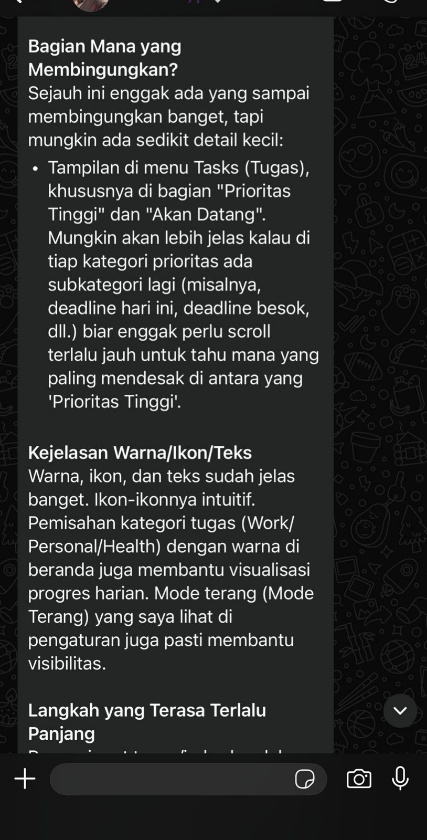 Bagian Mana yang
Membingungkan?
Sejauh ini enggak ada yang sampai
membingungkan banget, tapi
mungkin ada sedikit detail kecil:
• Tampilan di menu Tasks (Tugas),
khususnya di bagian "Prioritas
Tinggi" dan "Akan Datang".
Mungkin akan lebih jelas kalau di
tiap kategori prioritas ada
subkategori lagi (misalnya,
deadline hari ini, deadline besok,
dll.) biar enggak perlu scroll
terlalu jauh untuk tahu mana yang
paling mendesak di antara yang
'Prioritas Tinggi'.
Kejelasan Warna/Ikon/Teks
Warna, ikon, dan teks sudah jelas
banget. Ikon-ikonnya intuitif.
Pemisahan kategori tugas (Work/
Personal/Health) dengan warna di
beranda juga membantu visualisasi
progres harian. Mode terang (Mode
Terang) yang saya lihat di
pengaturan juga pasti membantu
visibilitas.
Langkah yang Terasa Terlalu
Panjang